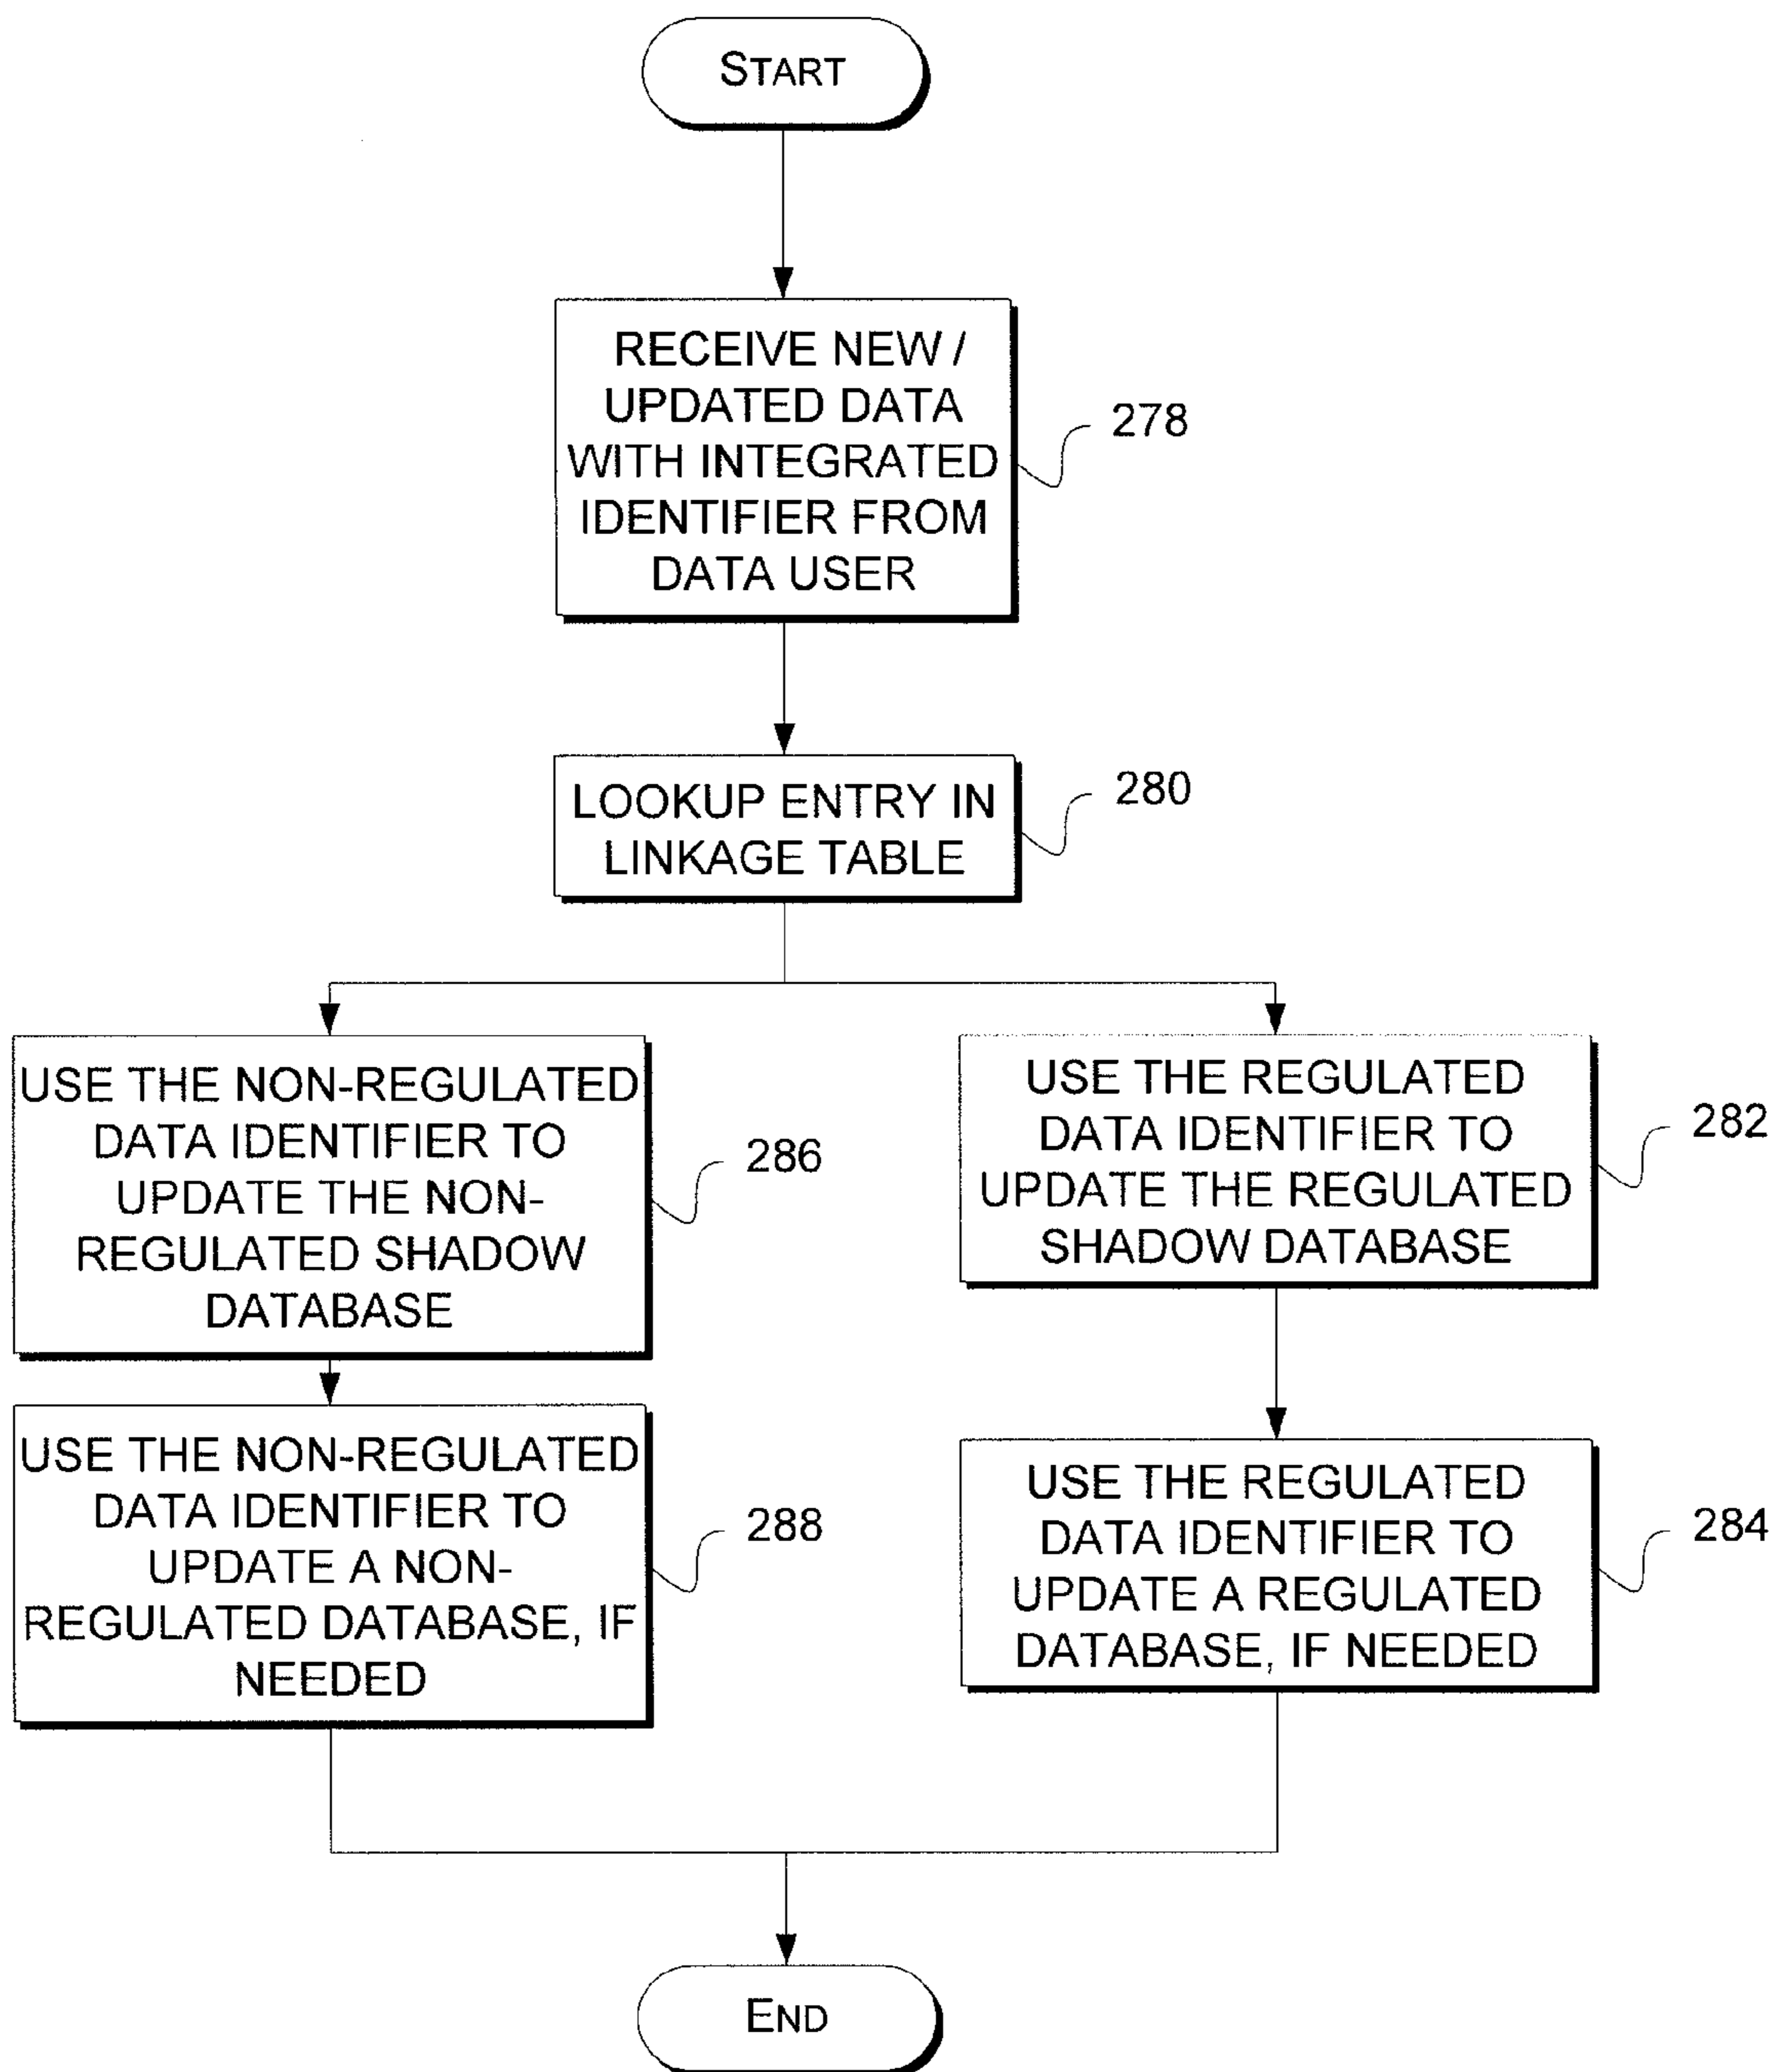 START
RECEIVE NEW /
UPDATED DATA
WITH INTEGRATED
IDENTIFIER FROM
DATA USER
278
LOOKUP ENTRY IN
LINKAGE TABLE
280
USE THE NON-REGULATED
DATA IDENTIFIER TO
UPDATE THE NON-
REGULATED SHADOW
DATABASE
286
USE THE REGULATED
DATA IDENTIFIER TO
UPDATE THE REGULATED
SHADOW DATABASE
282
USE THE NON-REGULATED
DATA IDENTIFIER TO
UPDATE A NON-
REGULATED DATABASE, IF
NEEDED
288
USE THE REGULATED
DATA IDENTIFIER TO
UPDATE A REGULATED
DATABASE, IF NEEDED
284
END